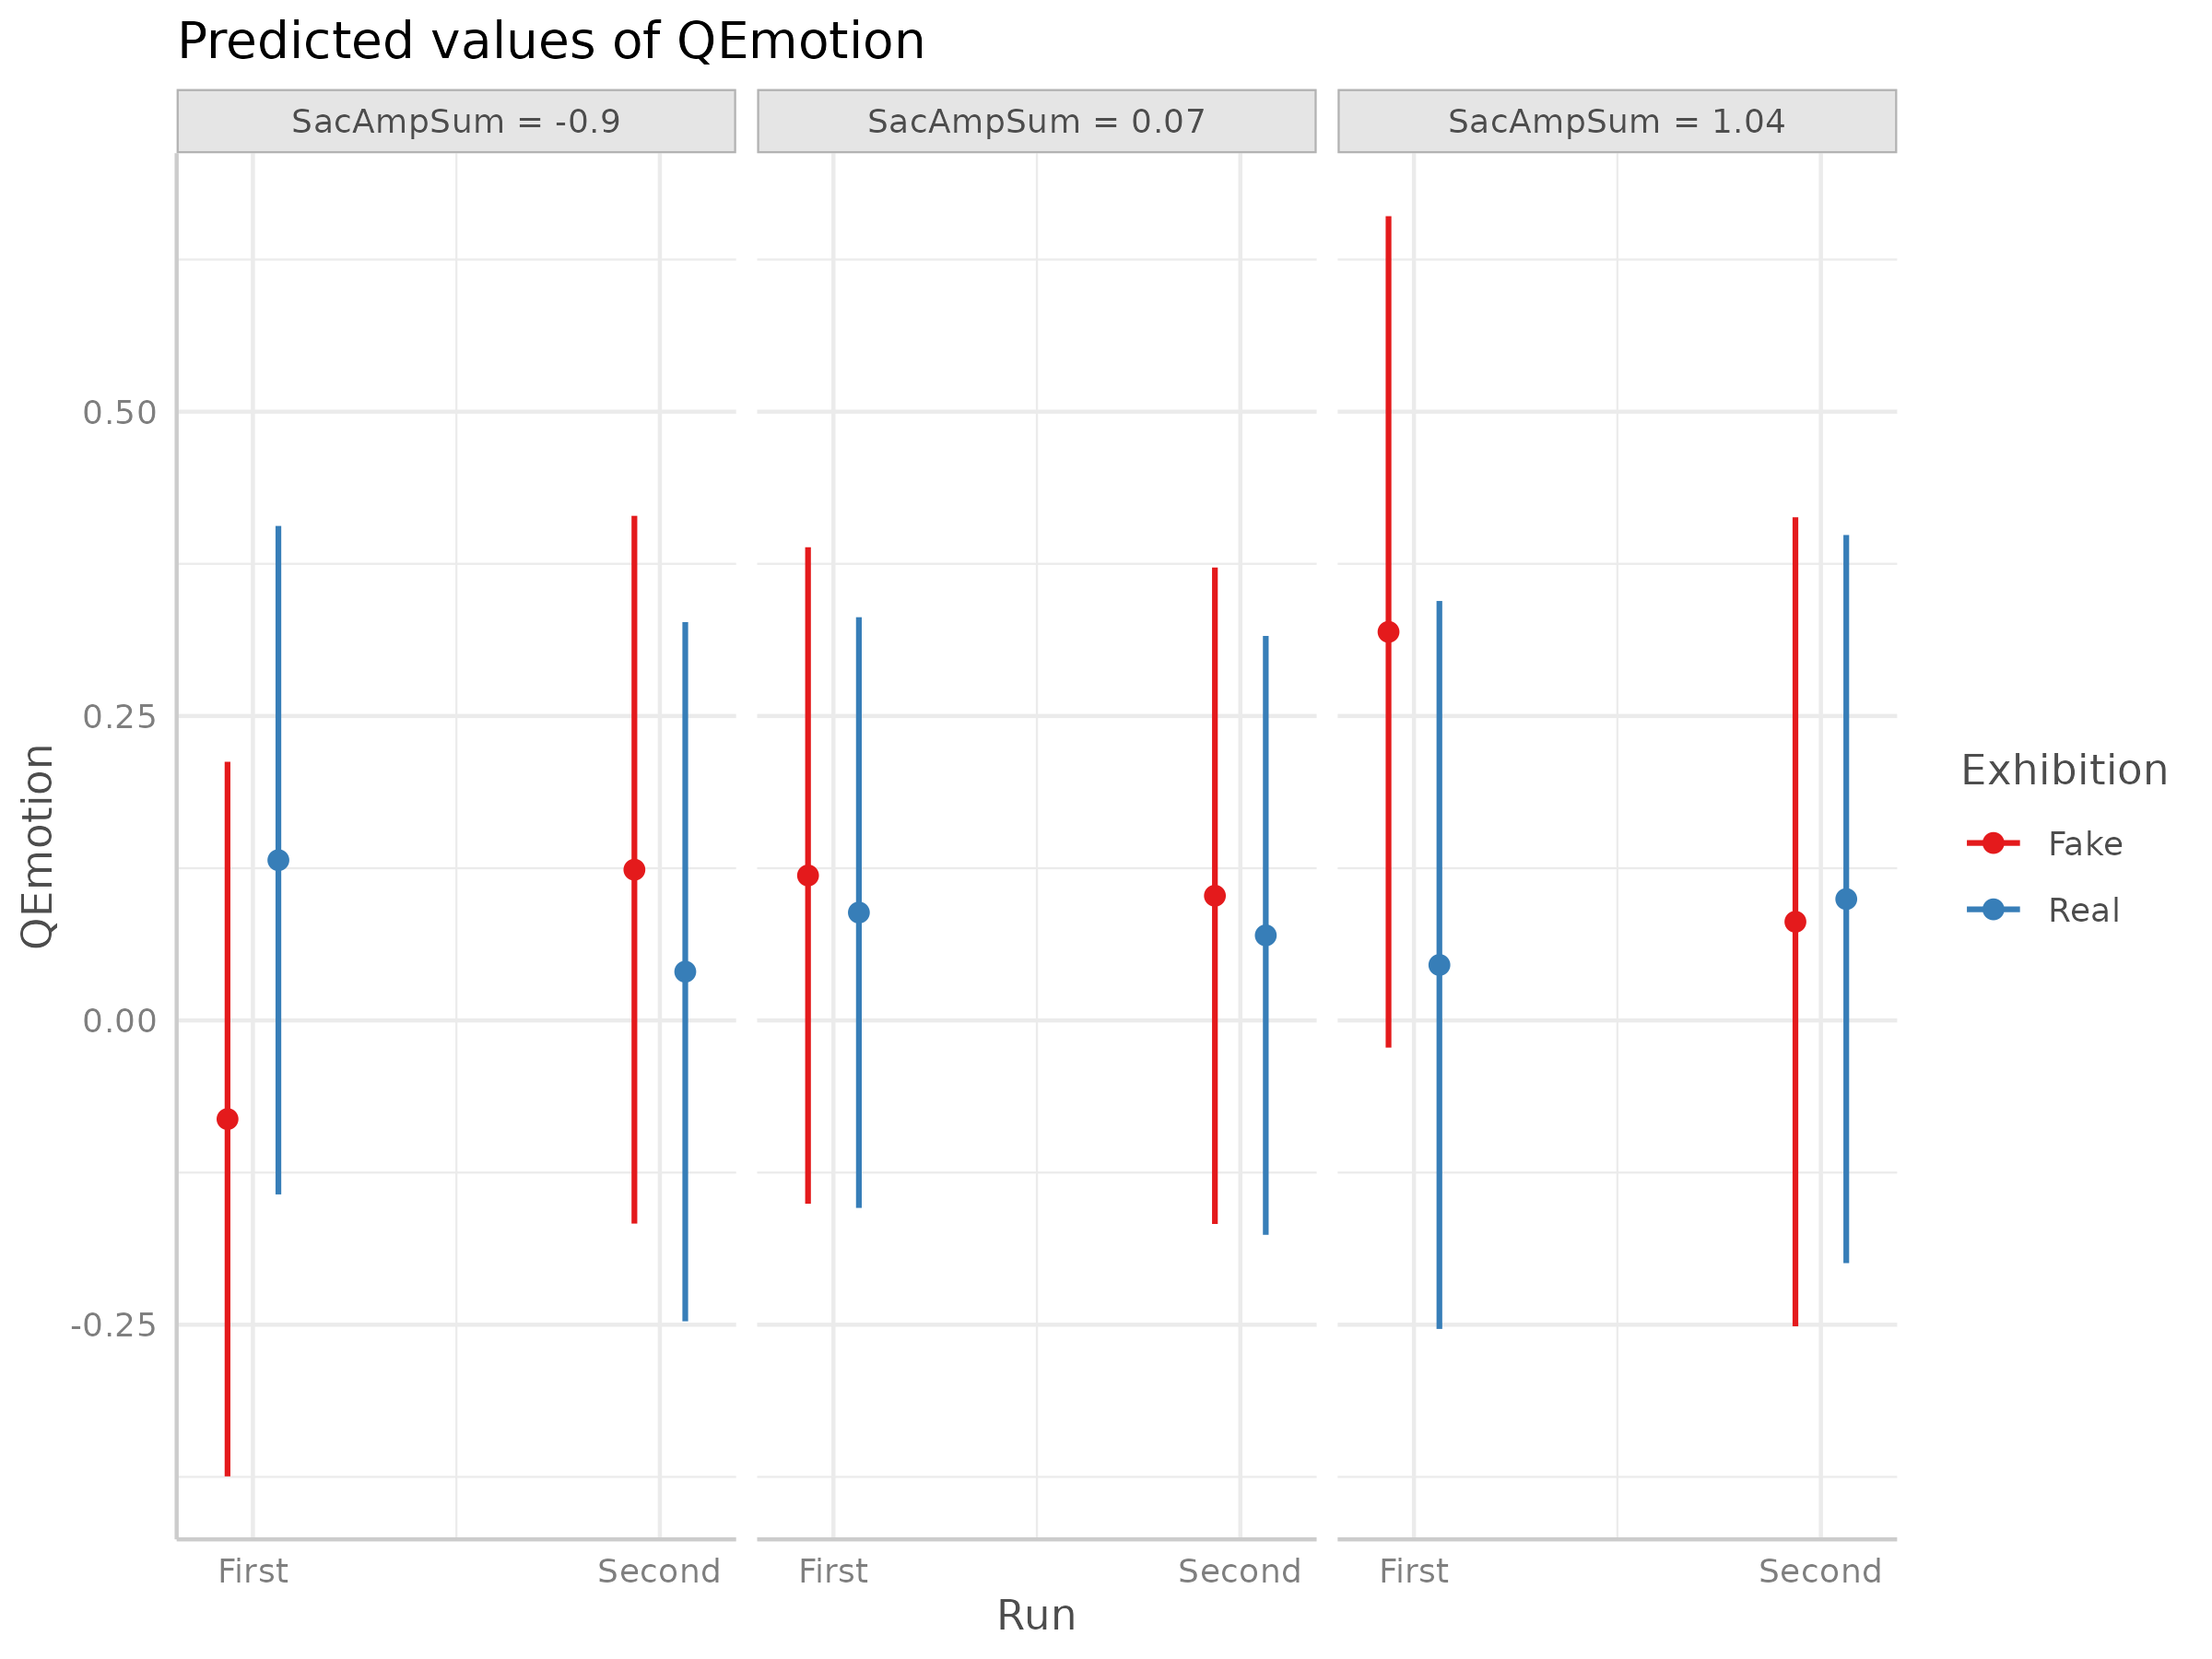 Predicted values of QEmotion
SacAmpSum = -0.9
SacAmpSum = 0.07
SacAmpSum = 1.04
0.50
0.25
0.00
-0.25
QEmotion
First
Second
First
Second
First
Second
Run
Exhibition
Fake
Real